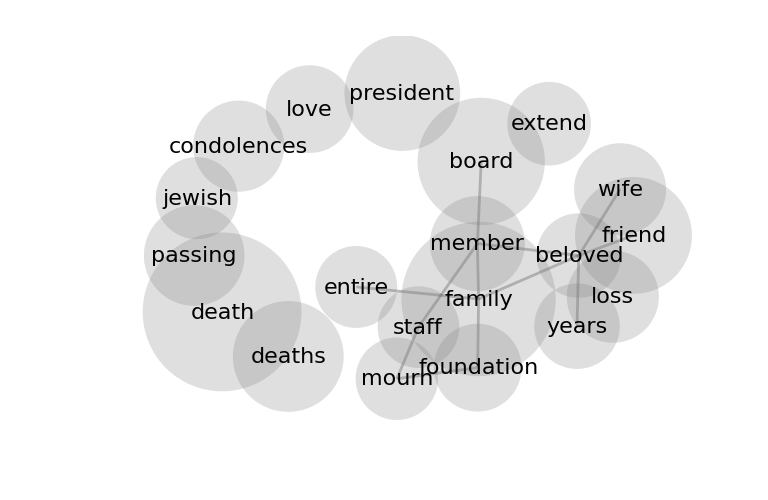 president
love
extend
condolences
board
wife
jewish
friend
member
passing
beloved
entire
loss
family
death
staff
years
deaths
foundation
mourn